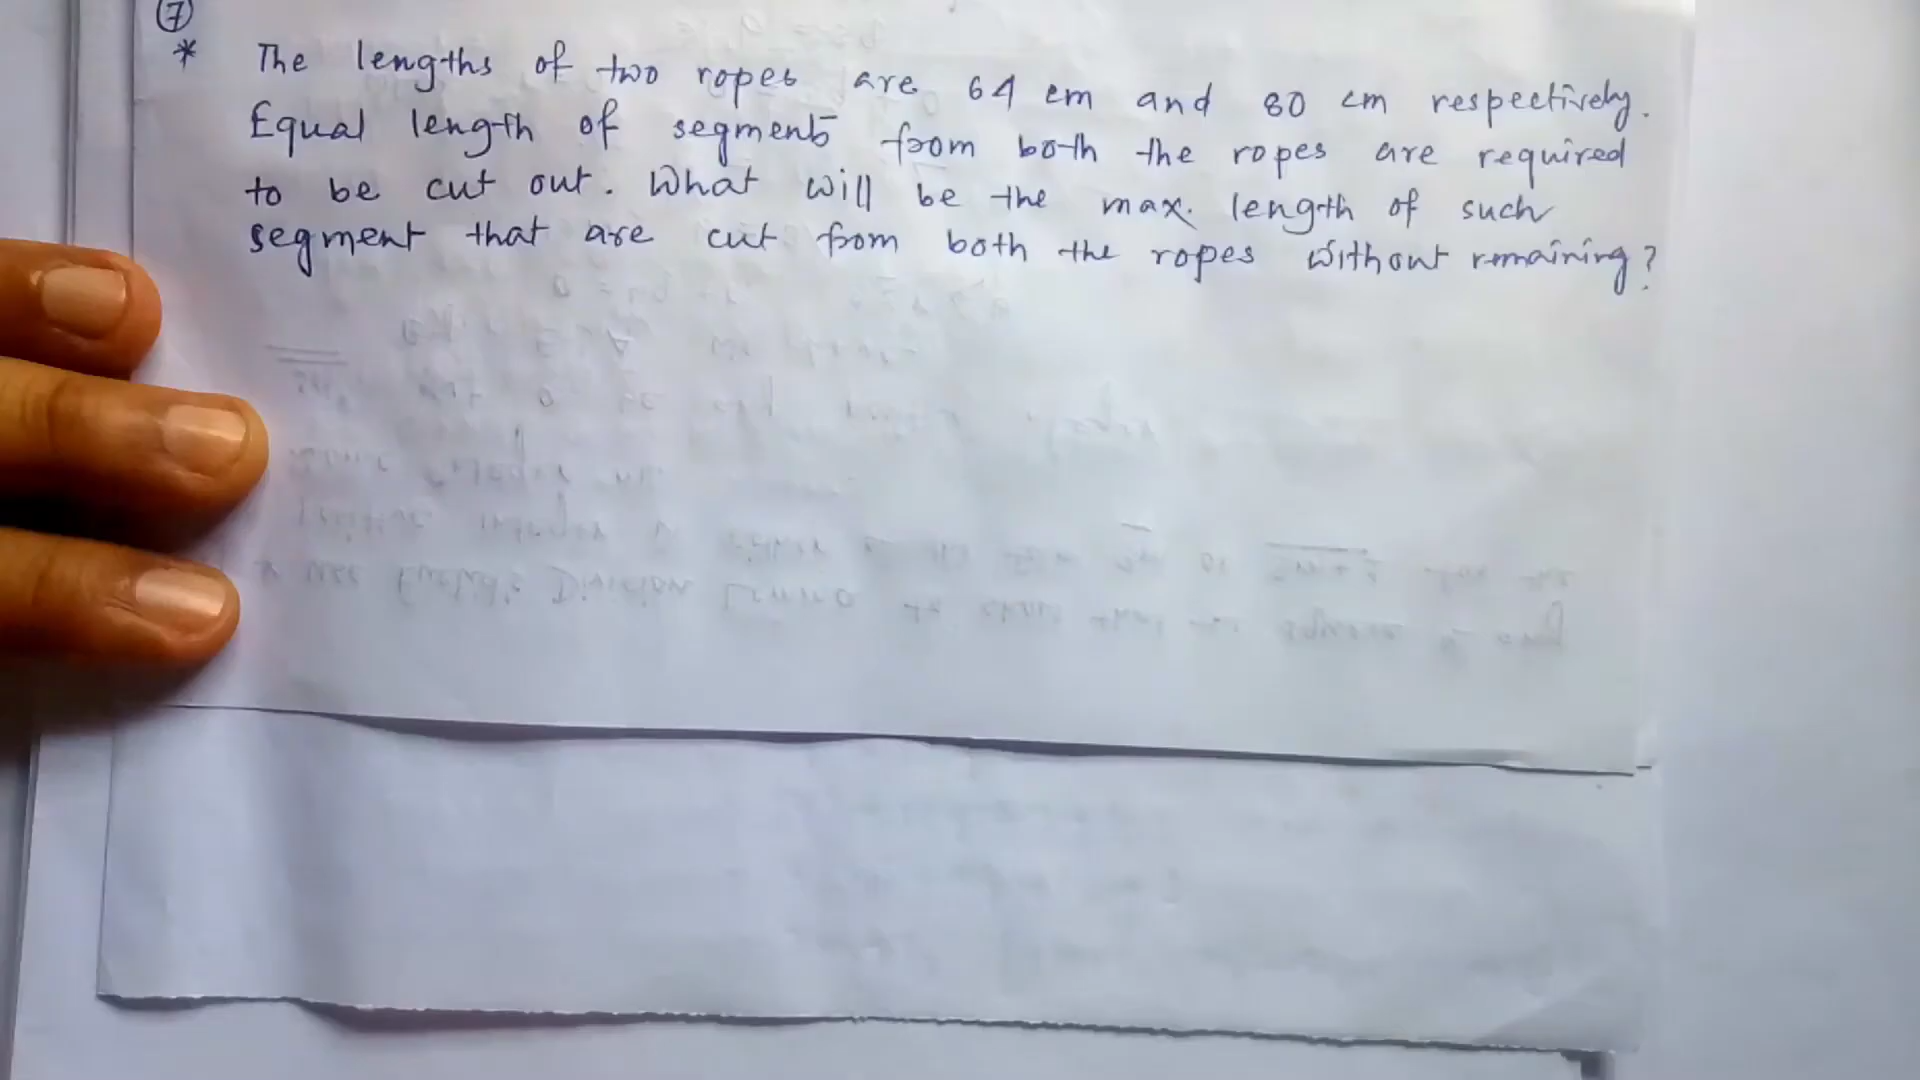 7
* The lengths of two ropes are 64 cm and 80 cm respectively.
Equal length of segments from both the ropes are required
to be cut out. What will be the max. length of such
segment that are cut from both the ropes without remaining?